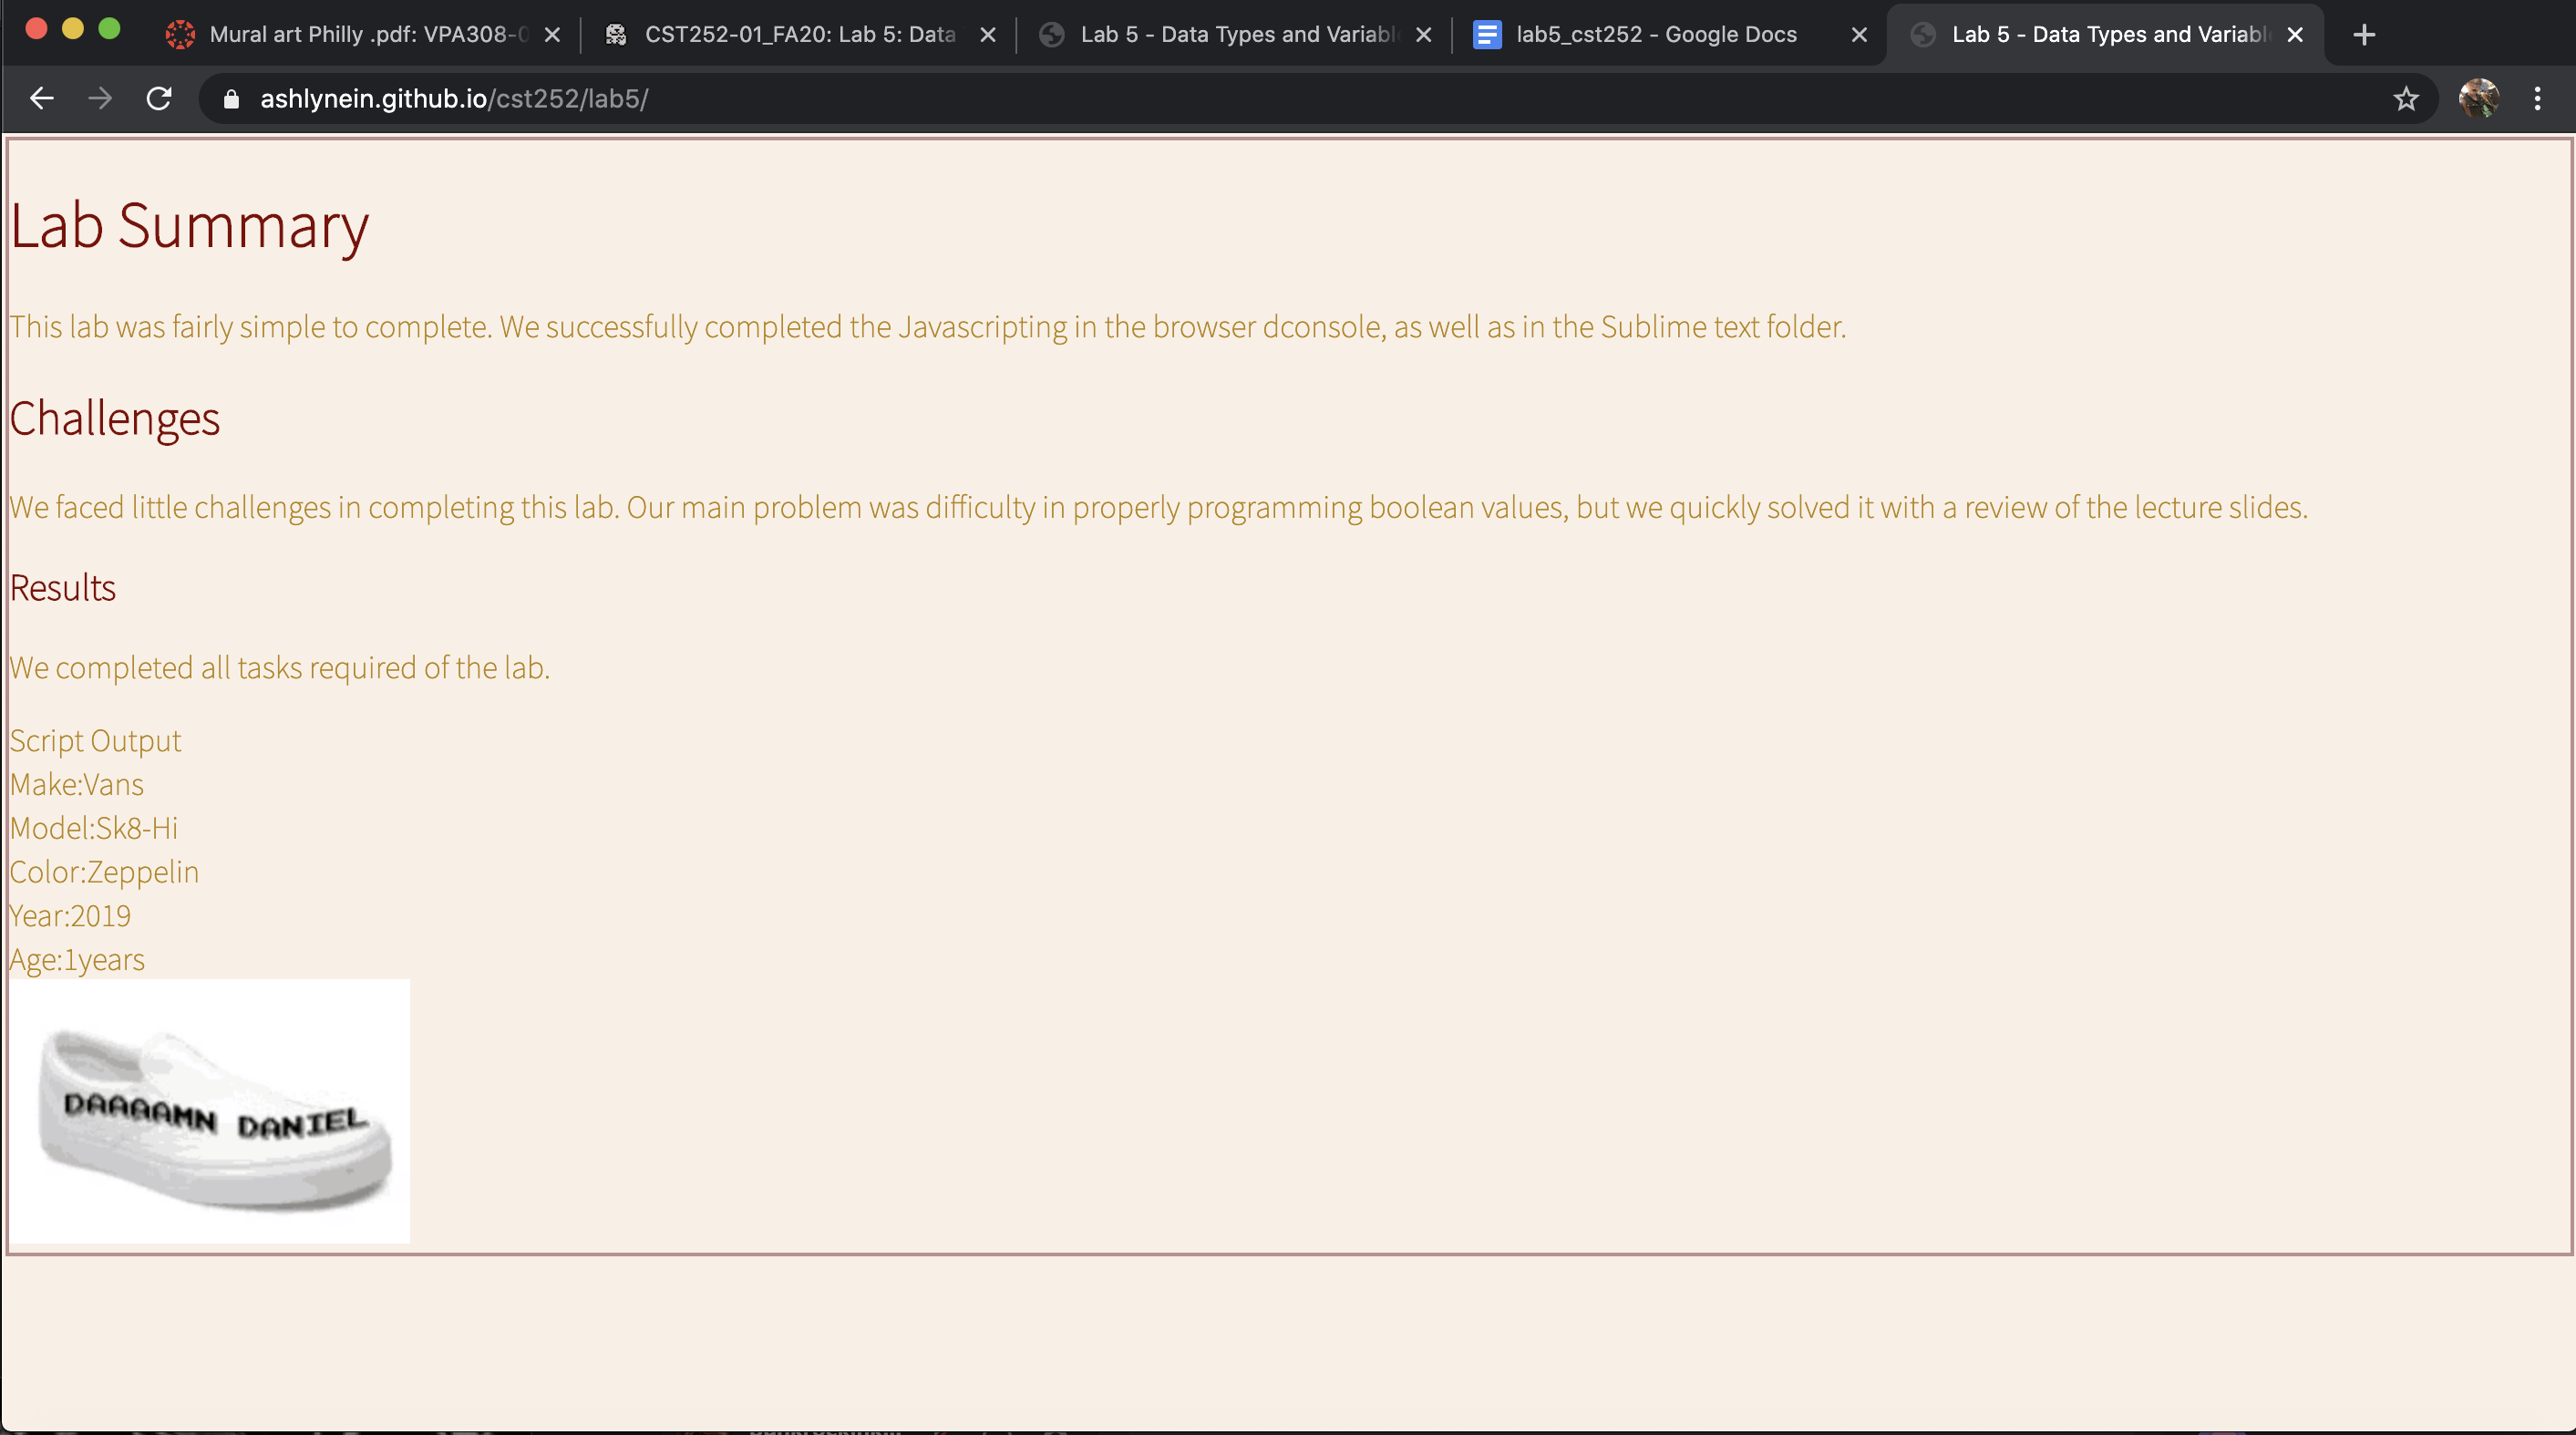 Mural art Philly .pdf: VPA308-0
CST252-01_FA20: Lab 5: Data
Lab 5 - Data Types and Variabl
lab5_cst252 - Google Docs
Lab 5 - Data Types and Variabl
ashlynein.github.io/cst252/lab5/
Lab Summary
This lab was fairly simple to complete. We successfully completed the Javascripting in the browser dconsole, as well as in the Sublime text folder.
Challenges
We faced little challenges in completing this lab. Our main problem was difficulty in properly programming boolean values, but we quickly solved it with a review of the lecture slides.
Results
We completed all tasks required of the lab.
Script Output
Make:Vans
Model:Sk8-Hi
Color:Zeppelin
Year:2019
Age:1years
DAAAAMN DANIEL